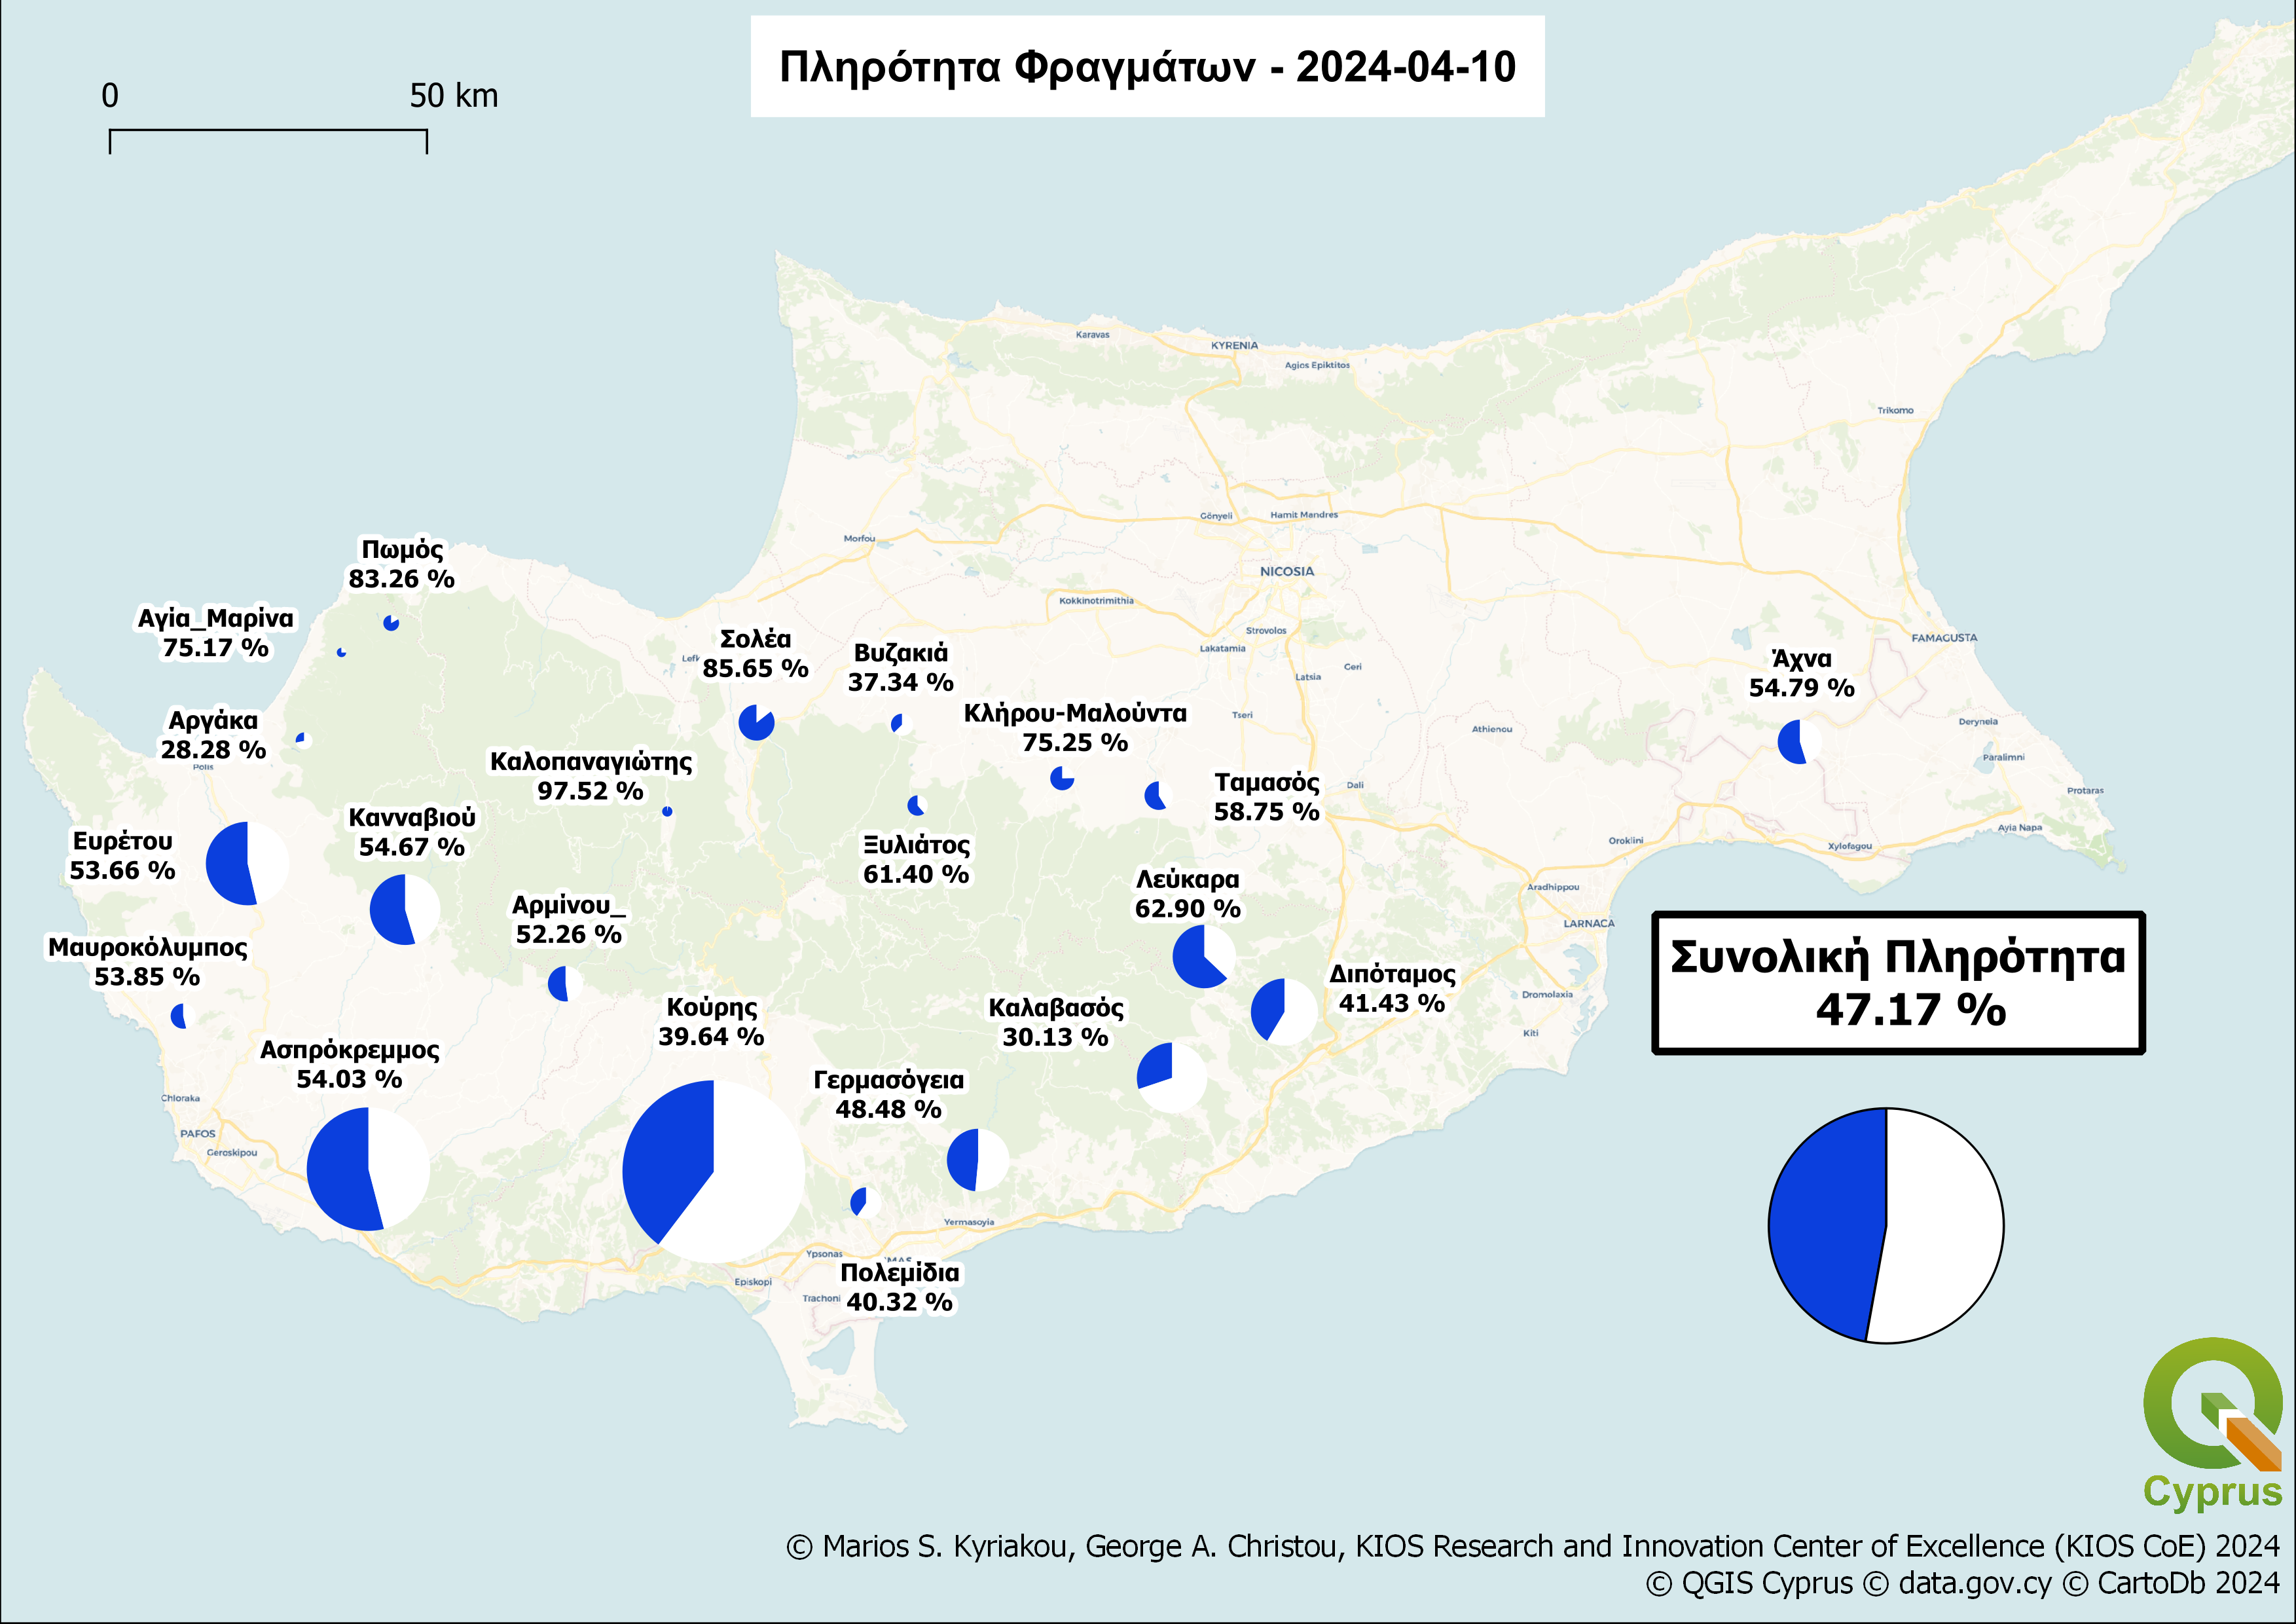 Πληρότητα Φραγμάτων - 2024-04-10
0 50 km
Karavas
KYRENIA
Agios Epiktitos
Trikomo
Gönyeli
Hamit Mandres
Morfou
NICOSIA
Kokkinotrimithia
Strovolos
Lakatamia
Geri
Latsia
Tseri
FAMAGUSTA
Πωμός
83.26 %
Αγία_Μαρίνα
75.17 %
Σολέα
85.65 %
Lefk
Βυζακιά
37.34 %
Άχνα
54.79 %
Αργάκα
28.28 %
Polis
Κλήρου-Μαλούντα
75.25 %
Athienou
Deryneia
Paralimni
Protaras
Καλοπαναγιώτης
97.52 %
Ταμασός
58.75 %
Dali
Ευρέτου
53.66 %
Κανναβιού
54.67 %
Ξυλιάτος
61.40 %
Orokiini
Xylofagou
Ayia Napa
Αρμίνου_
52.26 %
Λεύκαρα
62.90 %
Aradhippou
LARNACA
Μαυροκόλυμπος
53.85 %
Διπόταμος
41.43 %
Dromolaxia
Kiti
Συνολική Πληρότητα
47.17 %
Κούρης
39.64 %
Καλαβασός
30.13 %
Ασπρόκρεμμος
54.03 %
Γερμασόγεια
48.48 %
Chloraka
PAFOS
Geroskipou
Yermasoyia
Ypsonas
Episkopi
Trachoni
Πολεμίδια
40.32 %
Cyprus
© Marios S. Kyriakou, George A. Christou, KIOS Research and Innovation Center of Excellence (KIOS CoE) 2024
© QGIS Cyprus © data.gov.cy © CartoDb 2024